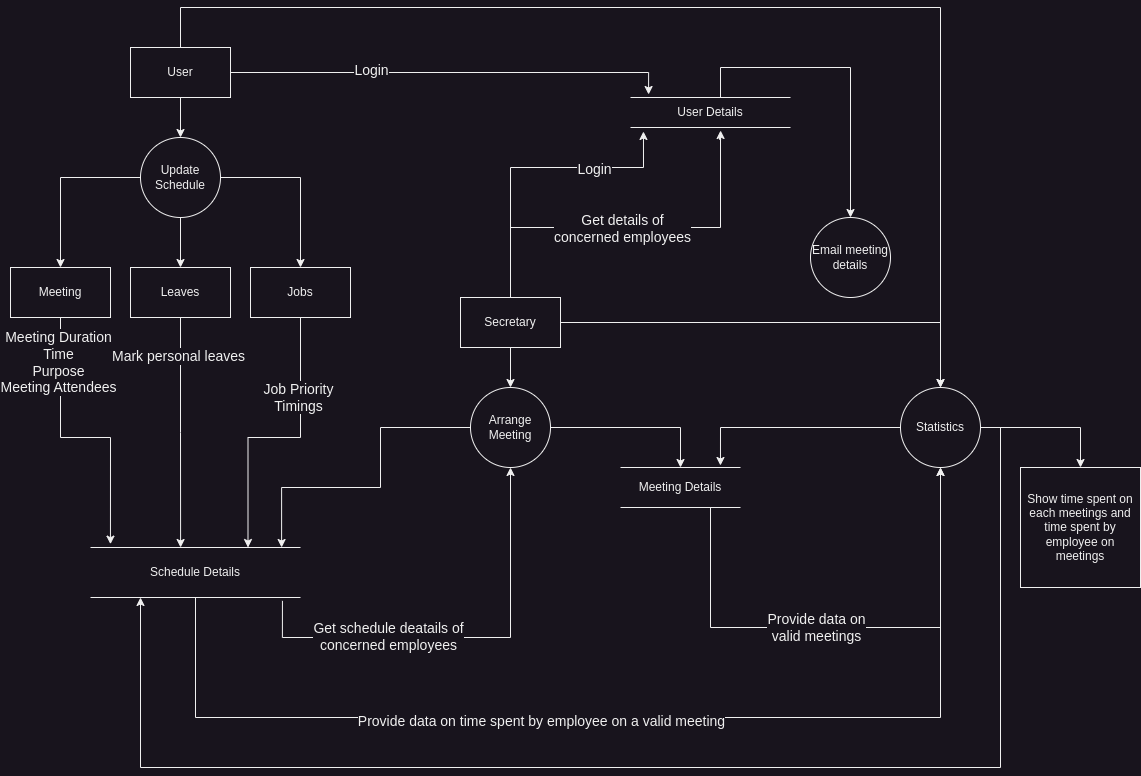 User
Login
User Details
Update
Schedule
Login
Get details of
concerned employees
Email meeting
details
Meeting
Leaves
Jobs
Secretary
Meeting Duration
Time
Purpose
Meeting Attendees
Mark personal leaves
Job Priority
Timings
Arrange
Meeting
Statistics
Meeting Details
Show time spent on
each meetings and
time spent by
employee on
meetings
Schedule Details
Get schedule deatails of
concerned employees
Provide data on
valid meetings
Provide data on time spent by employee on a valid meeting